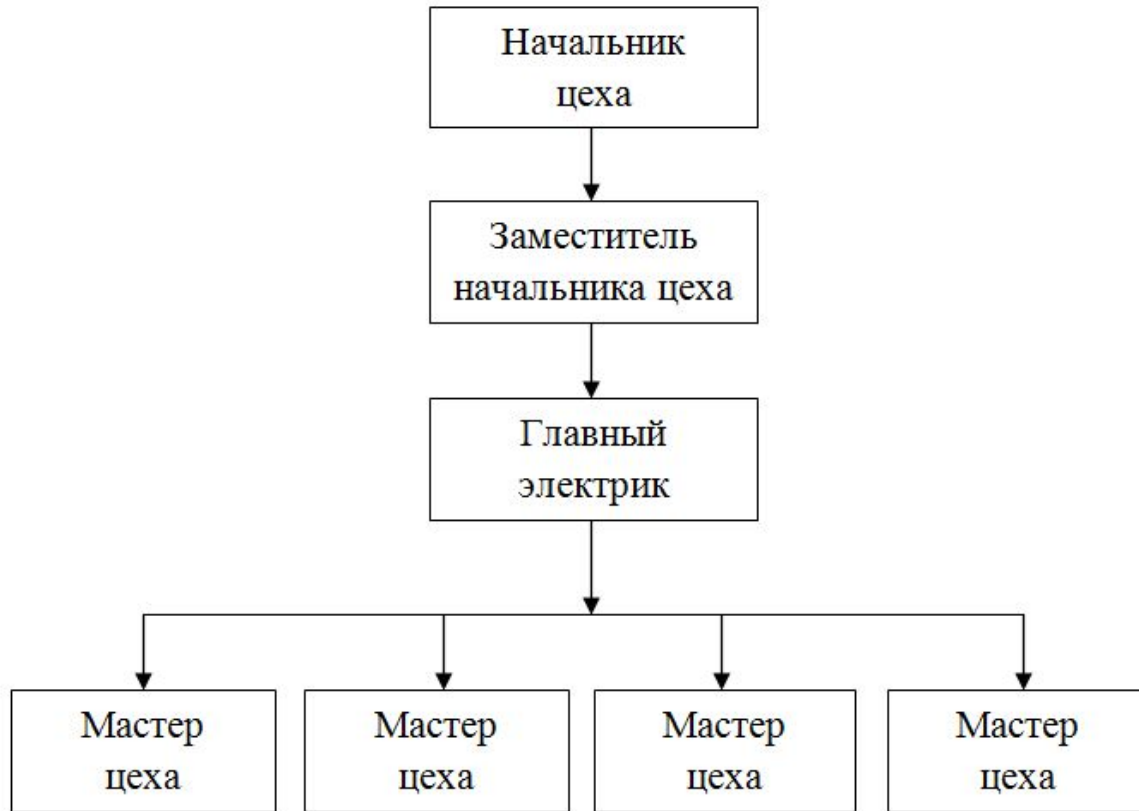 Начальник
цеха
Заместитель
начальника цеха
Главный
электрик
Мастер
цеха
Мастер
цеха
Мастер
цеха
Мастер
цеха